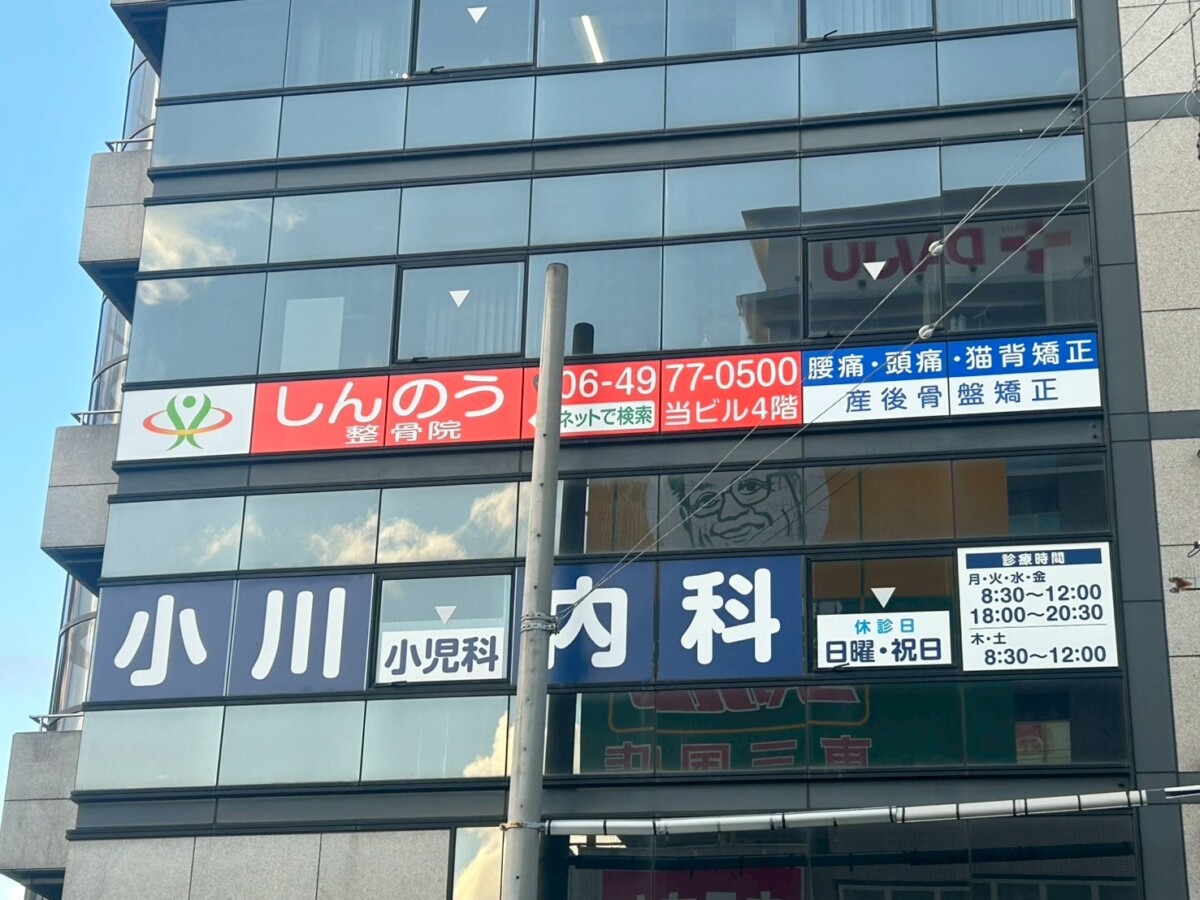 しんのう
整骨院
06-4977-0500
ネットで検索
当ビル4階
腰痛・頭痛・猫背矯正
産後骨盤矯正
小川内科
小児科
休診日
日曜・祝日
診療時間
月・火・水・金
8:30～12:00
18:00～20:30
木・土
8:30～12:00